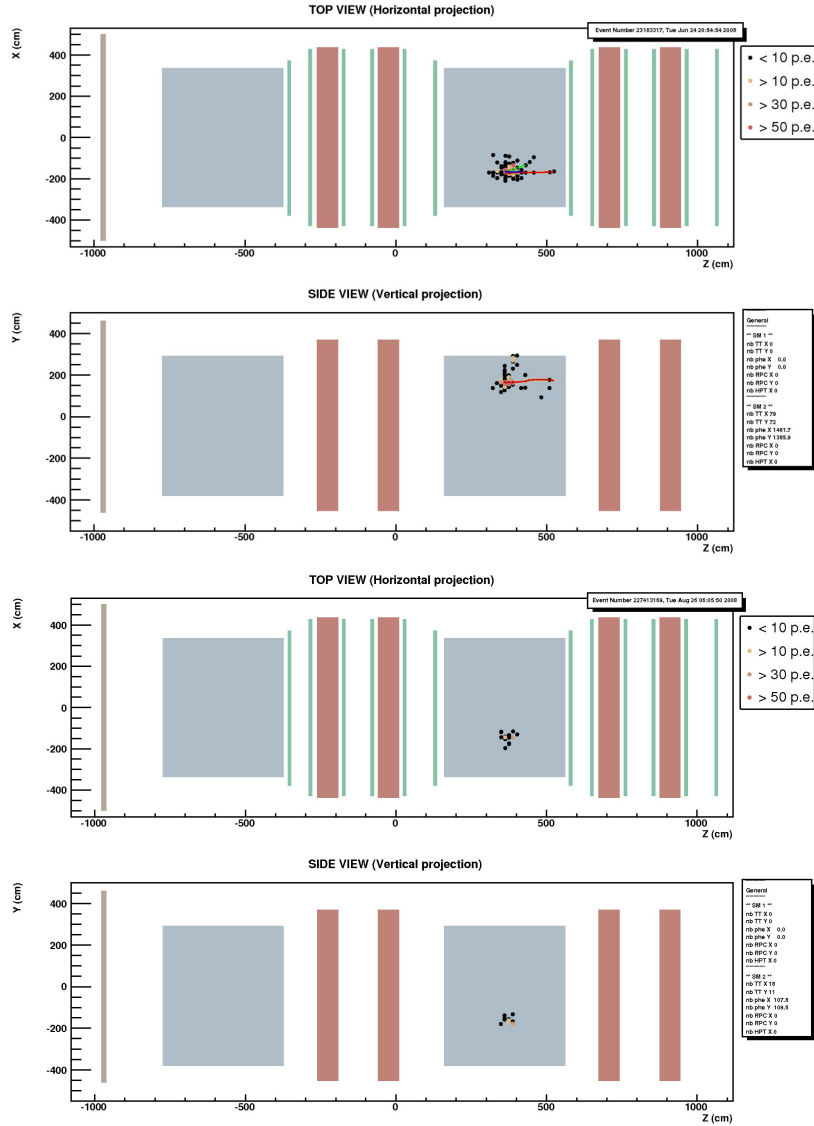 TOP VIEW (Horizontal projection)
Event Number 23163317, Tue Jun 24 20:54:54 2008
X (cm)
400
200
0
-200
-400
-1000
-500
0
500
1000
Z (cm)
< 10 p.e.
> 10 p.e.
> 30 p.e.
> 50 p.e.
SIDE VIEW (Vertical projection)
Y (cm)
400
200
0
-200
-400
-1000
-500
0
500
1000
Z (cm)
General
** SM 1 **
nb TT X 0
nb TT Y 0
nb phe X 0.0
nb phe Y 0.0
nb RPC X 0
nb RPC Y 0
nb HPT X 0
** SM 2 **
nb TT X 79
nb TT Y 72
nb phe X 1461.7
nb phe Y 1385.9
nb RPC X 0
nb RPC Y 0
nb HPT X 0
TOP VIEW (Horizontal projection)
Event Number 227413169, Tue Aug 26 06:05:50 2008
X (cm)
400
200
0
-200
-400
-1000
-500
0
500
1000
Z (cm)
< 10 p.e.
> 10 p.e.
> 30 p.e.
> 50 p.e.
SIDE VIEW (Vertical projection)
Y (cm)
400
200
0
-200
-400
-1000
-500
0
500
1000
Z (cm)
General
** SM 1 **
nb TT X 0
nb TT Y 0
nb phe X 0.0
nb phe Y 0.0
nb RPC X 0
nb RPC Y 0
nb HPT X 0
** SM 2 **
nb TT X 16
nb TT Y 11
nb phe X 107.8
nb phe Y 109.5
nb RPC X 0
nb RPC Y 0
nb HPT X 0